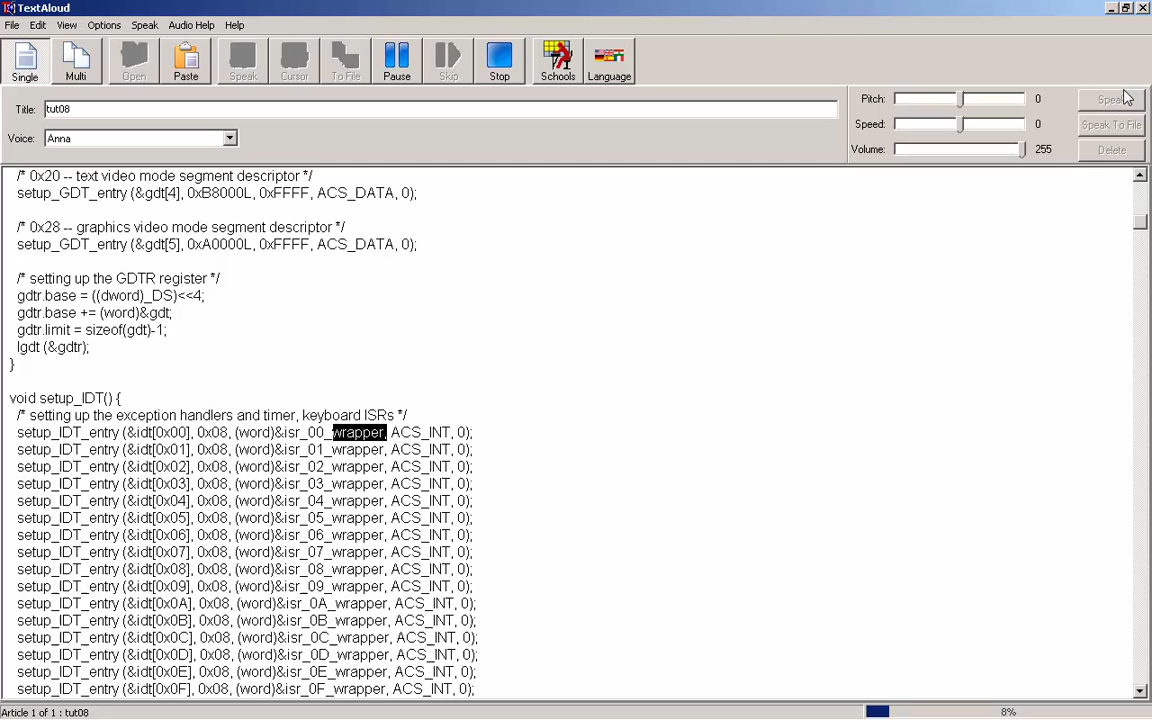 TextAloud
File Edit View Options Speak Audio Help Help
Single Multi Open Paste Speak Cursor To File Pause Skip Stop Schools Language
Title: tut08
Voice: Anna
Pitch: 0 Speak
Speed: 0 Speak To File
Volume: 255 Delete
/* 0x20 -- text video mode segment descriptor */
setup_GDT_entry (&gdt[4], 0xB8000L, 0xFFFF, ACS_DATA, 0);
/* 0x28 -- graphics video mode segment descriptor */
setup_GDT_entry (&gdt[5], 0xA0000L, 0xFFFF, ACS_DATA, 0);
/* setting up the GDTR register */
gdtr.base = ((dword)_DS)<<4;
gdtr.base += (word)&gdt;
gdtr.limit = sizeof(gdt)-1;
lgdt (&gdtr);
}
void setup_IDT() {
/* setting up the exception handlers and timer, keyboard ISRs */
setup_IDT_entry (&idt[0x00], 0x08, (word)&isr_00_wrapper, ACS_INT, 0);
setup_IDT_entry (&idt[0x01], 0x08, (word)&isr_01_wrapper, ACS_INT, 0);
setup_IDT_entry (&idt[0x02], 0x08, (word)&isr_02_wrapper, ACS_INT, 0);
setup_IDT_entry (&idt[0x03], 0x08, (word)&isr_03_wrapper, ACS_INT, 0);
setup_IDT_entry (&idt[0x04], 0x08, (word)&isr_04_wrapper, ACS_INT, 0);
setup_IDT_entry (&idt[0x05], 0x08, (word)&isr_05_wrapper, ACS_INT, 0);
setup_IDT_entry (&idt[0x06], 0x08, (word)&isr_06_wrapper, ACS_INT, 0);
setup_IDT_entry (&idt[0x07], 0x08, (word)&isr_07_wrapper, ACS_INT, 0);
setup_IDT_entry (&idt[0x08], 0x08, (word)&isr_08_wrapper, ACS_INT, 0);
setup_IDT_entry (&idt[0x09], 0x08, (word)&isr_09_wrapper, ACS_INT, 0);
setup_IDT_entry (&idt[0x0A], 0x08, (word)&isr_0A_wrapper, ACS_INT, 0);
setup_IDT_entry (&idt[0x0B], 0x08, (word)&isr_0B_wrapper, ACS_INT, 0);
setup_IDT_entry (&idt[0x0C], 0x08, (word)&isr_0C_wrapper, ACS_INT, 0);
setup_IDT_entry (&idt[0x0D], 0x08, (word)&isr_0D_wrapper, ACS_INT, 0);
setup_IDT_entry (&idt[0x0E], 0x08, (word)&isr_0E_wrapper, ACS_INT, 0);
setup_IDT_entry (&idt[0x0F], 0x08, (word)&isr_0F_wrapper, ACS_INT, 0);
Article 1 of 1 : tut08 8%